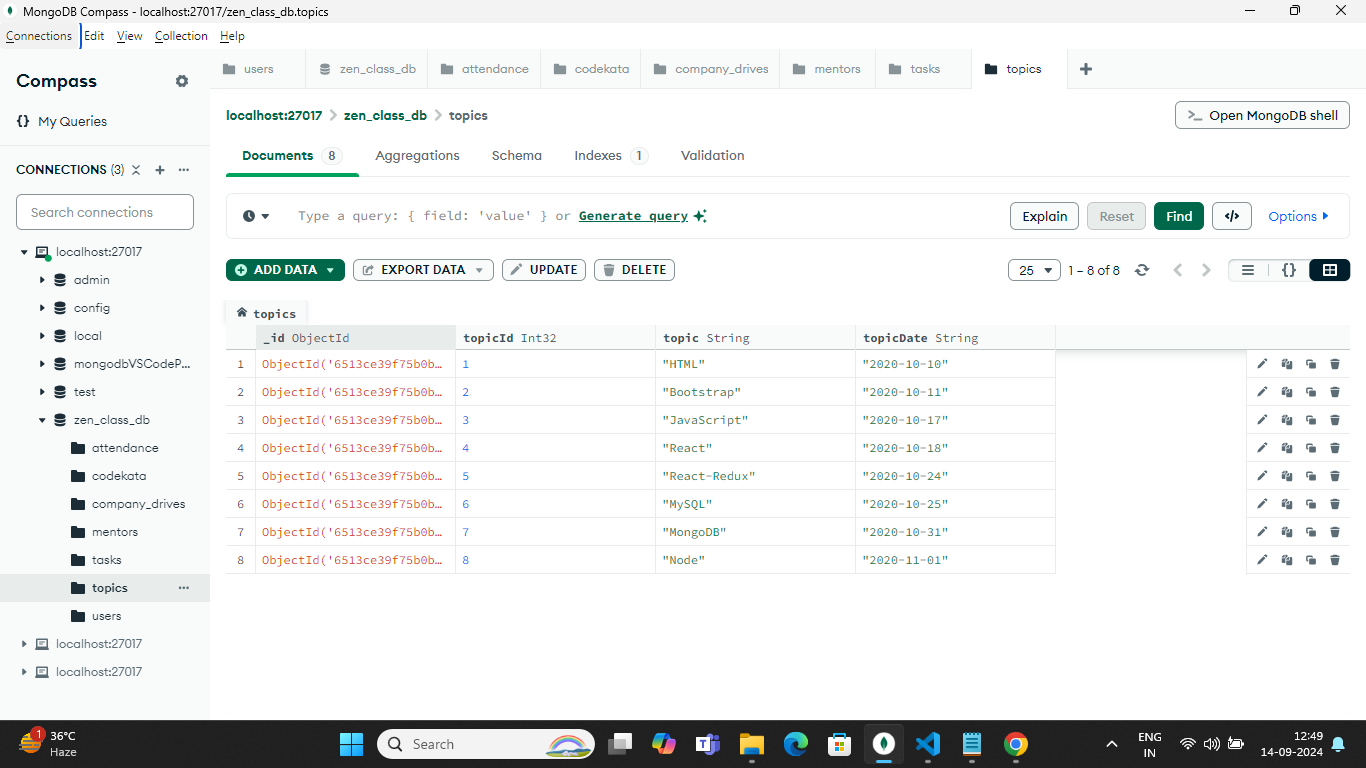 MongoDB Compass - localhost:27017/zen_class_db.topics
Connections Edit View Collection Help
Compass
{} My Queries
CONNECTIONS (3)
Search connections
localhost:27017
admin
config
local
mongodbVSCodeP...
test
zen_class_db
attendance
codekata
company_drives
mentors
tasks
topics
users
localhost:27017
localhost:27017
users zen_class_db attendance codekata company_drives mentors tasks topics
localhost:27017 > zen_class_db > topics
>_ Open MongoDB shell
Documents 8 Aggregations Schema Indexes 1 Validation
Type a query: { field: 'value' } or Generate query
Explain Reset Find </> Options
ADD DATA EXPORT DATA UPDATE DELETE
25 1 – 8 of 8 {}
topics
_id ObjectId topicId Int32 topic String topicDate String
1 ObjectId('6513ce39f75b0b… 1 "HTML" "2020-10-10"
2 ObjectId('6513ce39f75b0b… 2 "Bootstrap" "2020-10-11"
3 ObjectId('6513ce39f75b0b… 3 "JavaScript" "2020-10-17"
4 ObjectId('6513ce39f75b0b… 4 "React" "2020-10-18"
5 ObjectId('6513ce39f75b0b… 5 "React-Redux" "2020-10-24"
6 ObjectId('6513ce39f75b0b… 6 "MySQL" "2020-10-25"
7 ObjectId('6513ce39f75b0b… 7 "MongoDB" "2020-10-31"
8 ObjectId('6513ce39f75b0b… 8 "Node" "2020-11-01"
1
36°C
Haze
Search
ENG
IN
12:49
14-09-2024